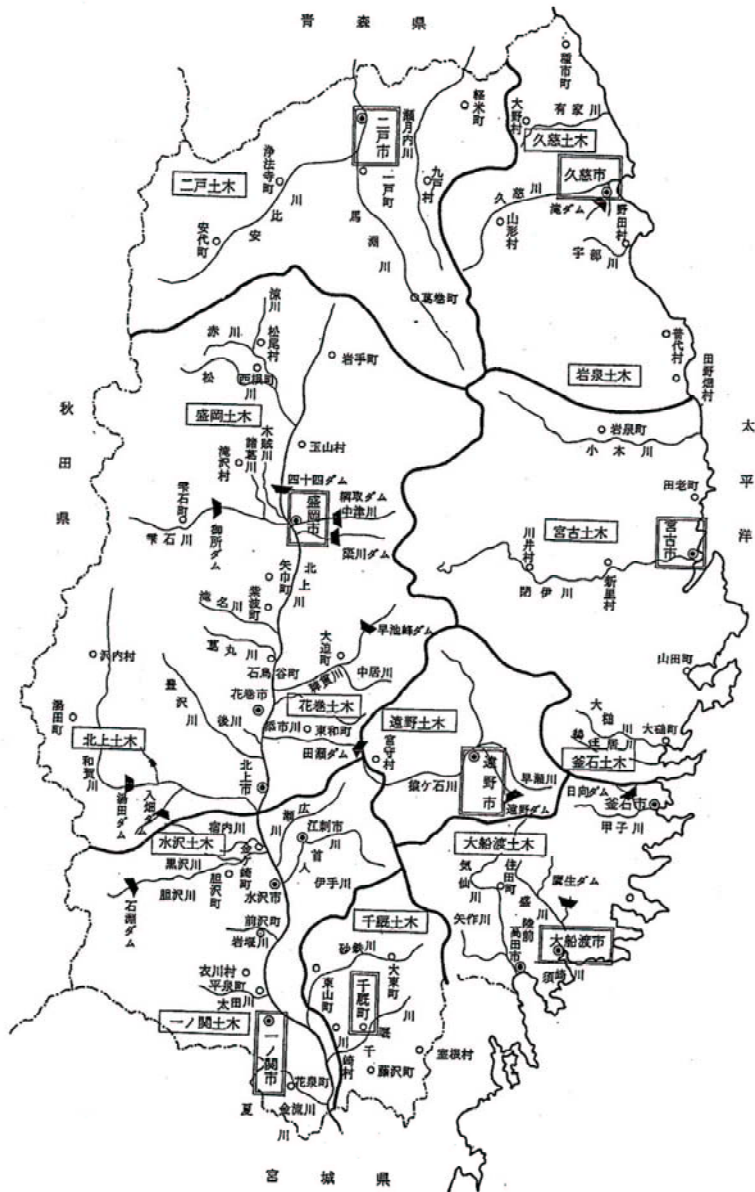 青森県
種市町
有家川
大野村
軽米町
瀬月内川
二戸市
久慈土木
久慈市
浄法寺町
二戸土木
一戸町
九戸村
久慈川
滝ダム
野田村
安比川
馬淵川
山形村
安代町
宇部川
葛巻町
涼川
赤川
松尾村
普代村
岩手町
松川
西根町
岩泉土木
田野畑村
秋田県
盛岡土木
木賊川
諸葛川
玉山村
岩泉町
小本川
太平洋
滝沢村
四十四ダム
田老町
雫石町
綱取ダム
中津川
盛岡市
宮古土木
宮古市
御所ダム
雫石川
簗川ダム
川井村
新里村
閉伊川
北上川
矢巾町
紫波町
滝名川
早池峰ダム
葛丸川
大迫町
沢内村
石鳥谷町
稗貫川
中居川
山田町
豊沢川
花巻市
花巻土木
遠野土木
大槌川
後川
添市川
東和町
湯田町
北上土木
田瀬ダム
宮守村
大槌町
釜石土木
遠野市
和賀川
北上市
猿ケ石川
早瀬川
日向ダム
釜石市
湯田ダム
入畑ダム
遠野ダム
甲子川
広瀬川
水沢土木
宿内川
江刺市
大船渡土木
金ケ崎町
人首川
黒沢川
胆沢町
気仙川
住田町
鷹生ダム
胆沢川
水沢市
伊手川
盛川
石淵ダム
矢作川
前沢町
千厩土木
陸前高田市
大船渡市
岩堰川
砂鉄川
須崎川
衣川村
大東町
平泉町
東山町
千厩町
太田川
一ノ関土木
千厩川
一ノ関市
川崎村
室根村
藤沢町
花泉町
金流川
夏川
宮城県